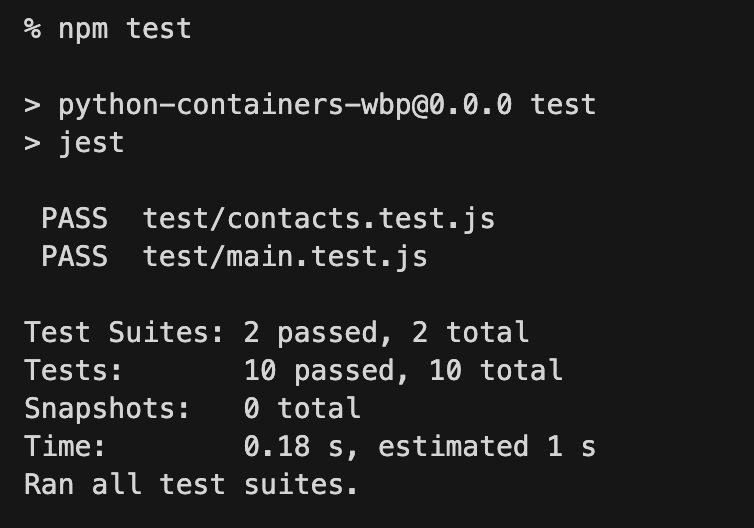 % npm test
> python-containers-wbp@0.0.0 test
> jest
PASS test/contacts.test.js
PASS test/main.test.js
Test Suites: 2 passed, 2 total
Tests: 10 passed, 10 total
Snapshots: 0 total
Time: 0.18 s, estimated 1 s
Ran all test suites.